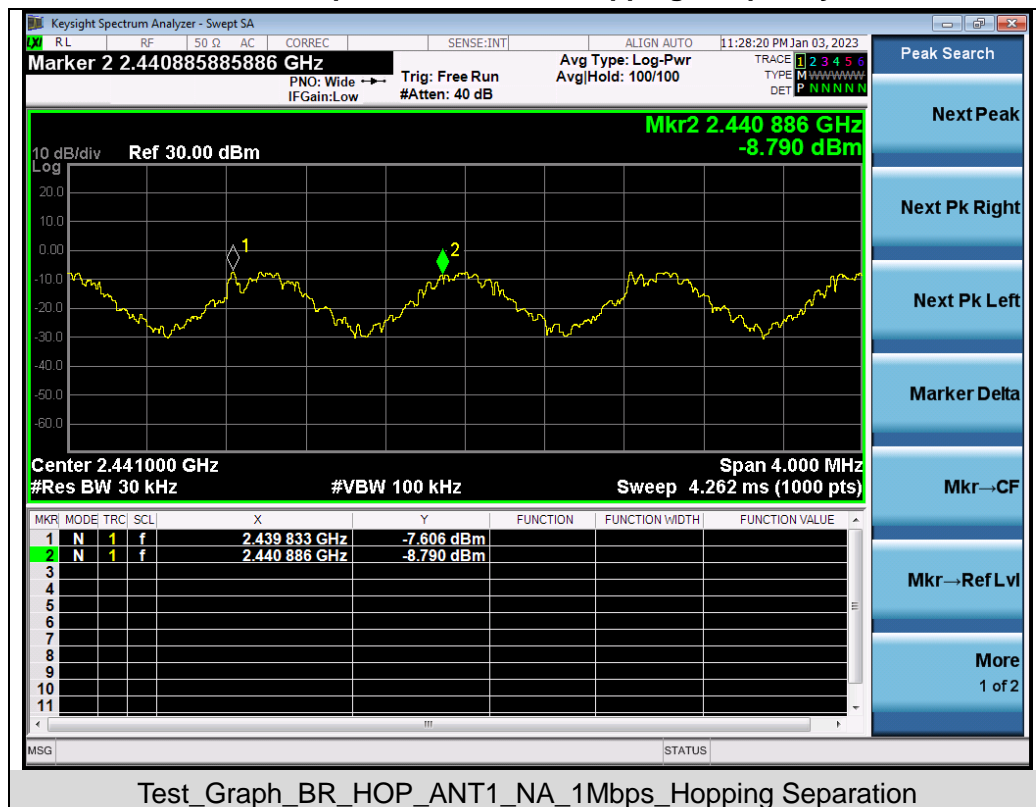 Keysight Spectrum Analyzer - Swept SA
LXI RL RF 50 Ω AC CORREC SENSE:INT ALIGN AUTO 11:28:20 PM Jan 03, 2023
Marker 2 2.440885885886 GHz
PNO: Wide
IFGain:Low
Trig: Free Run
#Atten: 40 dB
Avg Type: Log-Pwr
Avg|Hold: 100/100
TRACE 1 2 3 4 5 6
TYPE M WWWWW
DET P N N N N N
Mkr2 2.440 886 GHz
-8.790 dBm
10 dB/div Ref 30.00 dBm
Log
20.0
10.0
0.00
-10.0
-20.0
-30.0
-40.0
-50.0
-60.0
1
2
Center 2.441000 GHz Span 4.000 MHz
#Res BW 30 kHz #VBW 100 kHz Sweep 4.262 ms (1000 pts)
MKR MODE TRC SCL X Y FUNCTION FUNCTION WIDTH FUNCTION VALUE
1 N 1 f 2.439 833 GHz -7.606 dBm
2 N 1 f 2.440 886 GHz -8.790 dBm
3
4
5
6
7
8
9
10
11
MSG STATUS
Peak Search
Next Peak
Next Pk Right
Next Pk Left
Marker Delta
Mkr→CF
Mkr→Ref Lvl
More
1 of 2
Test_Graph_BR_HOP_ANT1_NA_1Mbps_Hopping Separation